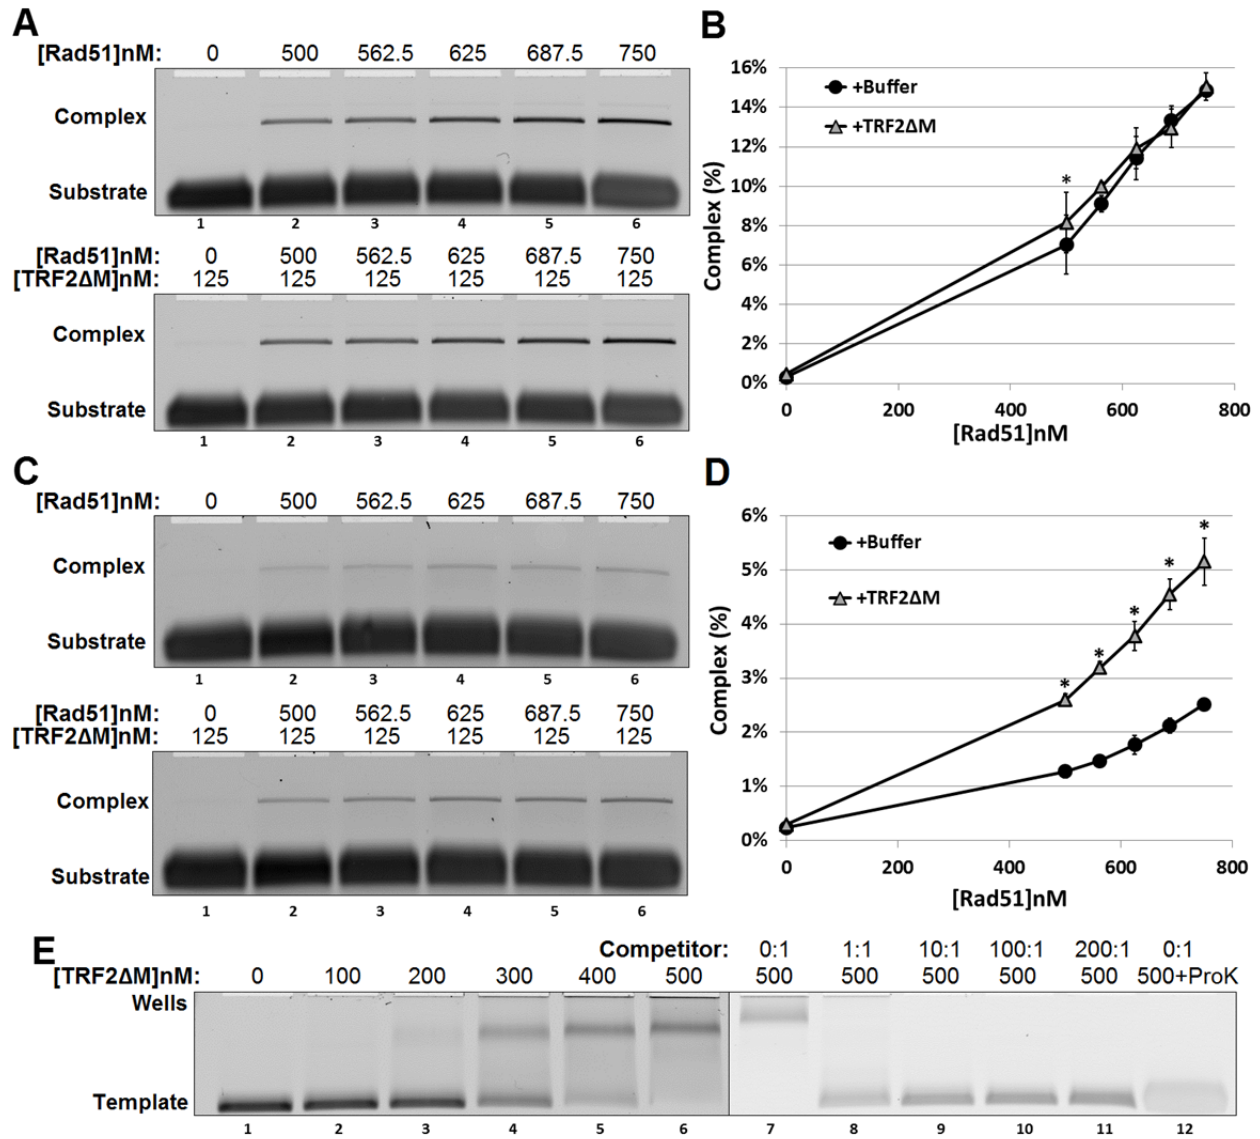 A
[Rad51]nM: 0 500 562.5 625 687.5 750
Complex
Substrate
1 2 3 4 5 6
[Rad51]nM: 0 500 562.5 625 687.5 750
[TRF2ΔM]nM: 125 125 125 125 125 125
Complex
Substrate
1 2 3 4 5 6
B
16%
14%
12%
10%
8%
6%
4%
2%
0%
Complex (%)
+Buffer
+TRF2ΔM
*
0 200 400 600 800
[Rad51]nM
C
[Rad51]nM: 0 500 562.5 625 687.5 750
Complex
Substrate
1 2 3 4 5 6
[Rad51]nM: 0 500 562.5 625 687.5 750
[TRF2ΔM]nM: 125 125 125 125 125 125
Complex
Substrate
1 2 3 4 5 6
D
6%
5%
4%
3%
2%
1%
0%
Complex (%)
+Buffer
+TRF2ΔM
* * * * *
0 200 400 600 800
[Rad51]nM
E
Competitor: 0:1 1:1 10:1 100:1 200:1 0:1
[TRF2ΔM]nM: 0 100 200 300 400 500 500 500 500 500 500 500+ProK
Wells
Template
1 2 3 4 5 6 7 8 9 10 11 12